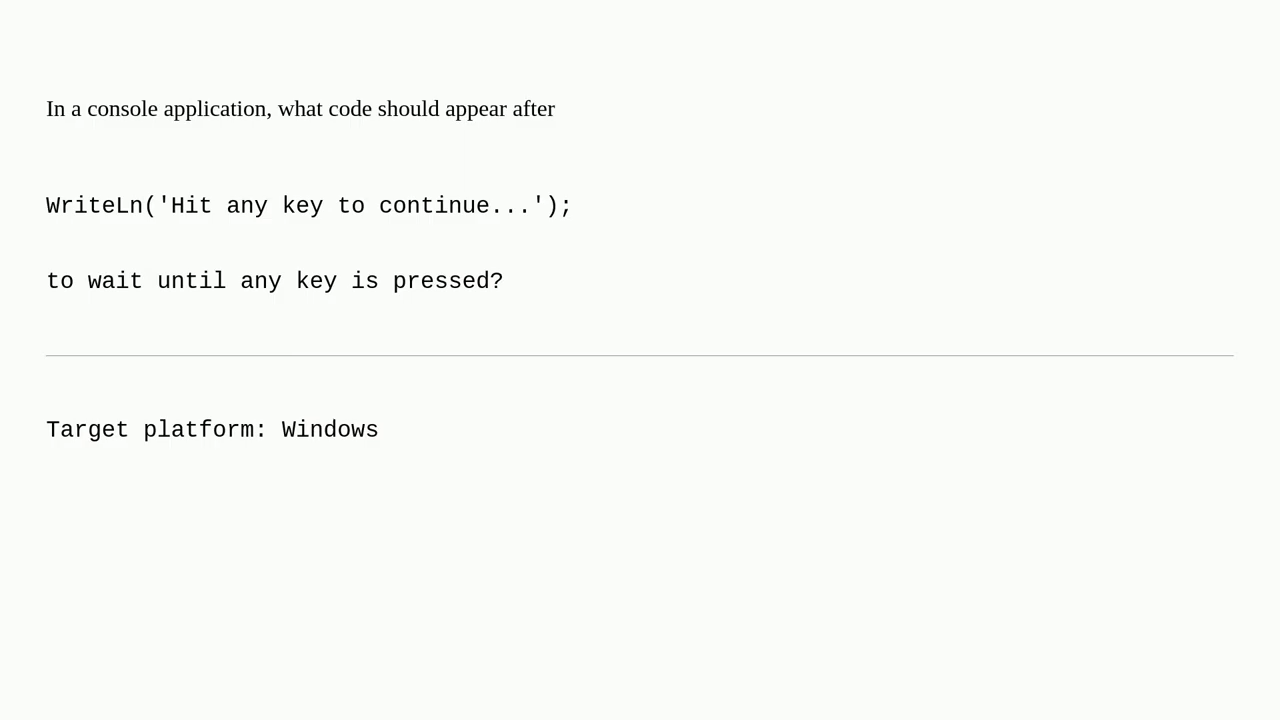 In a console application, what code should appear after
WriteLn('Hit any key to continue...');
to wait until any key is pressed?
Target platform: Windows